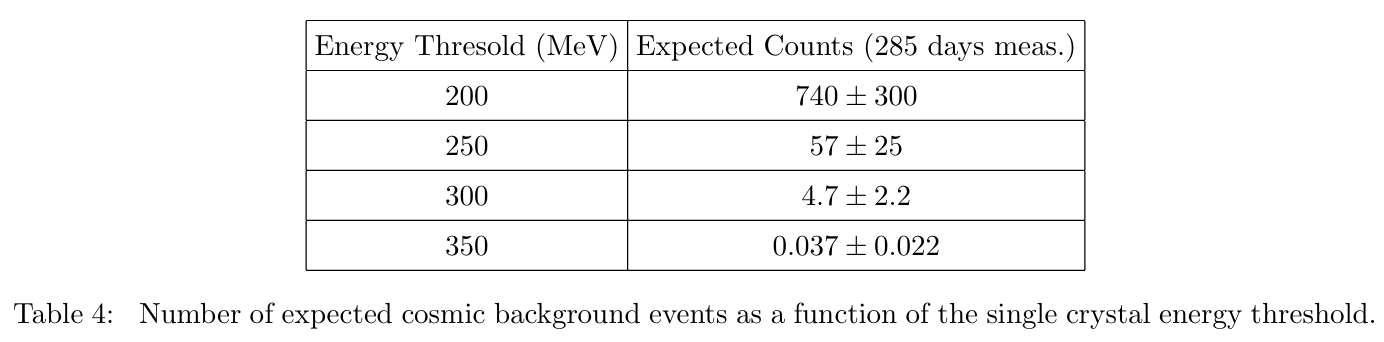 Energy Thresold (MeV) Expected Counts (285 days meas.)
200 740 ± 300
250 57 ± 25
300 4.7 ± 2.2
350 0.037 ± 0.022
Table 4: Number of expected cosmic background events as a function of the single crystal energy threshold.